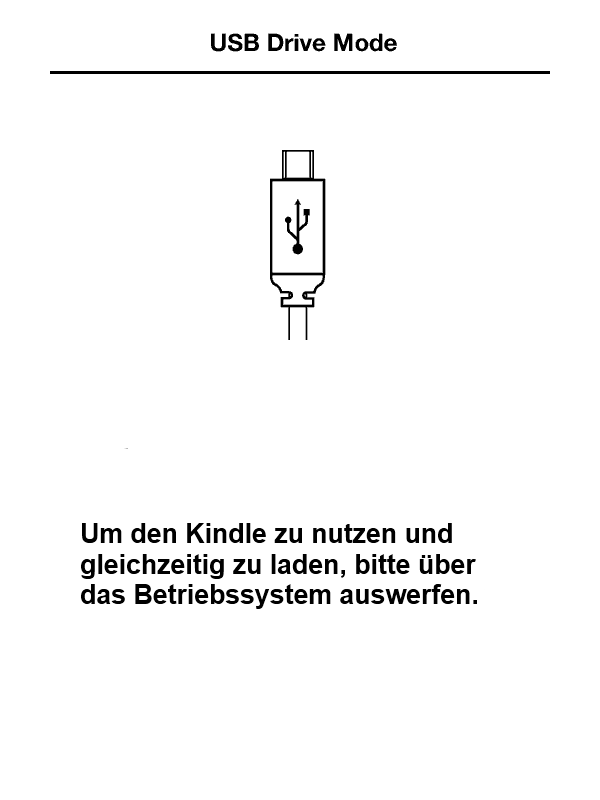 USB Drive Mode
Um den Kindle zu nutzen und
gleichzeitig zu laden, bitte über
das Betriebssystem auswerfen.